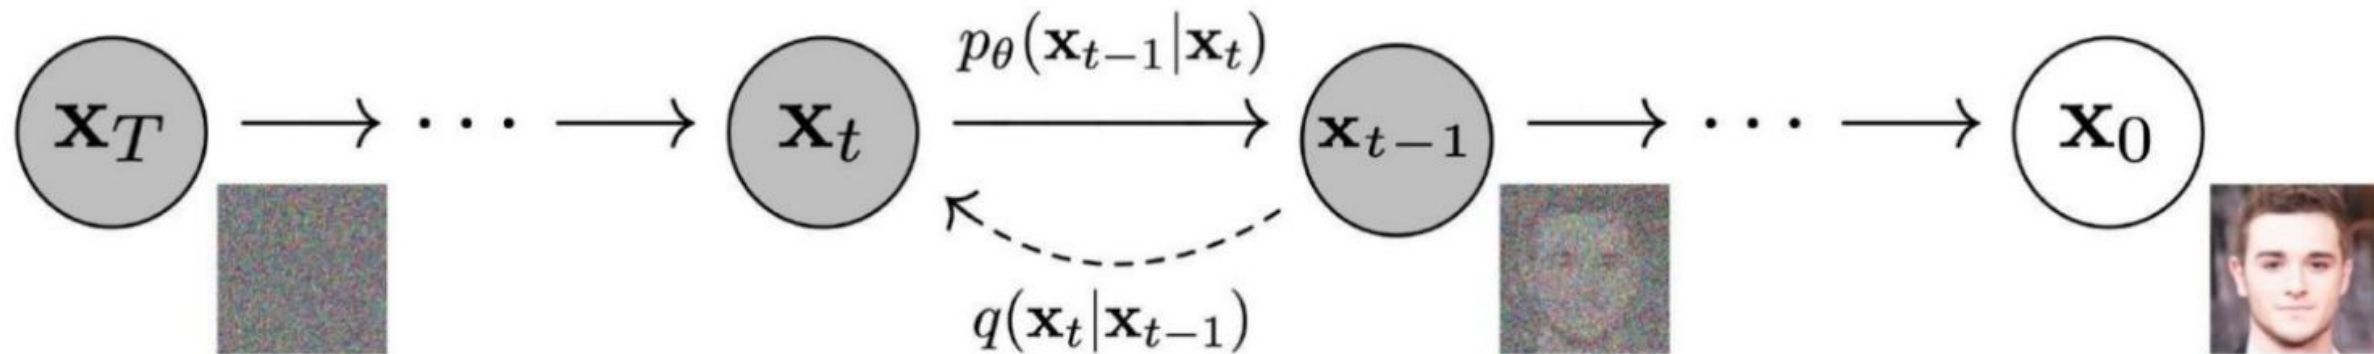 p_θ(x_{t−1}|x_t)
x_T ⟶ ··· ⟶ x_t ⟶ x_{t−1} ⟶ ··· ⟶ x_0
q(x_t|x_{t−1})